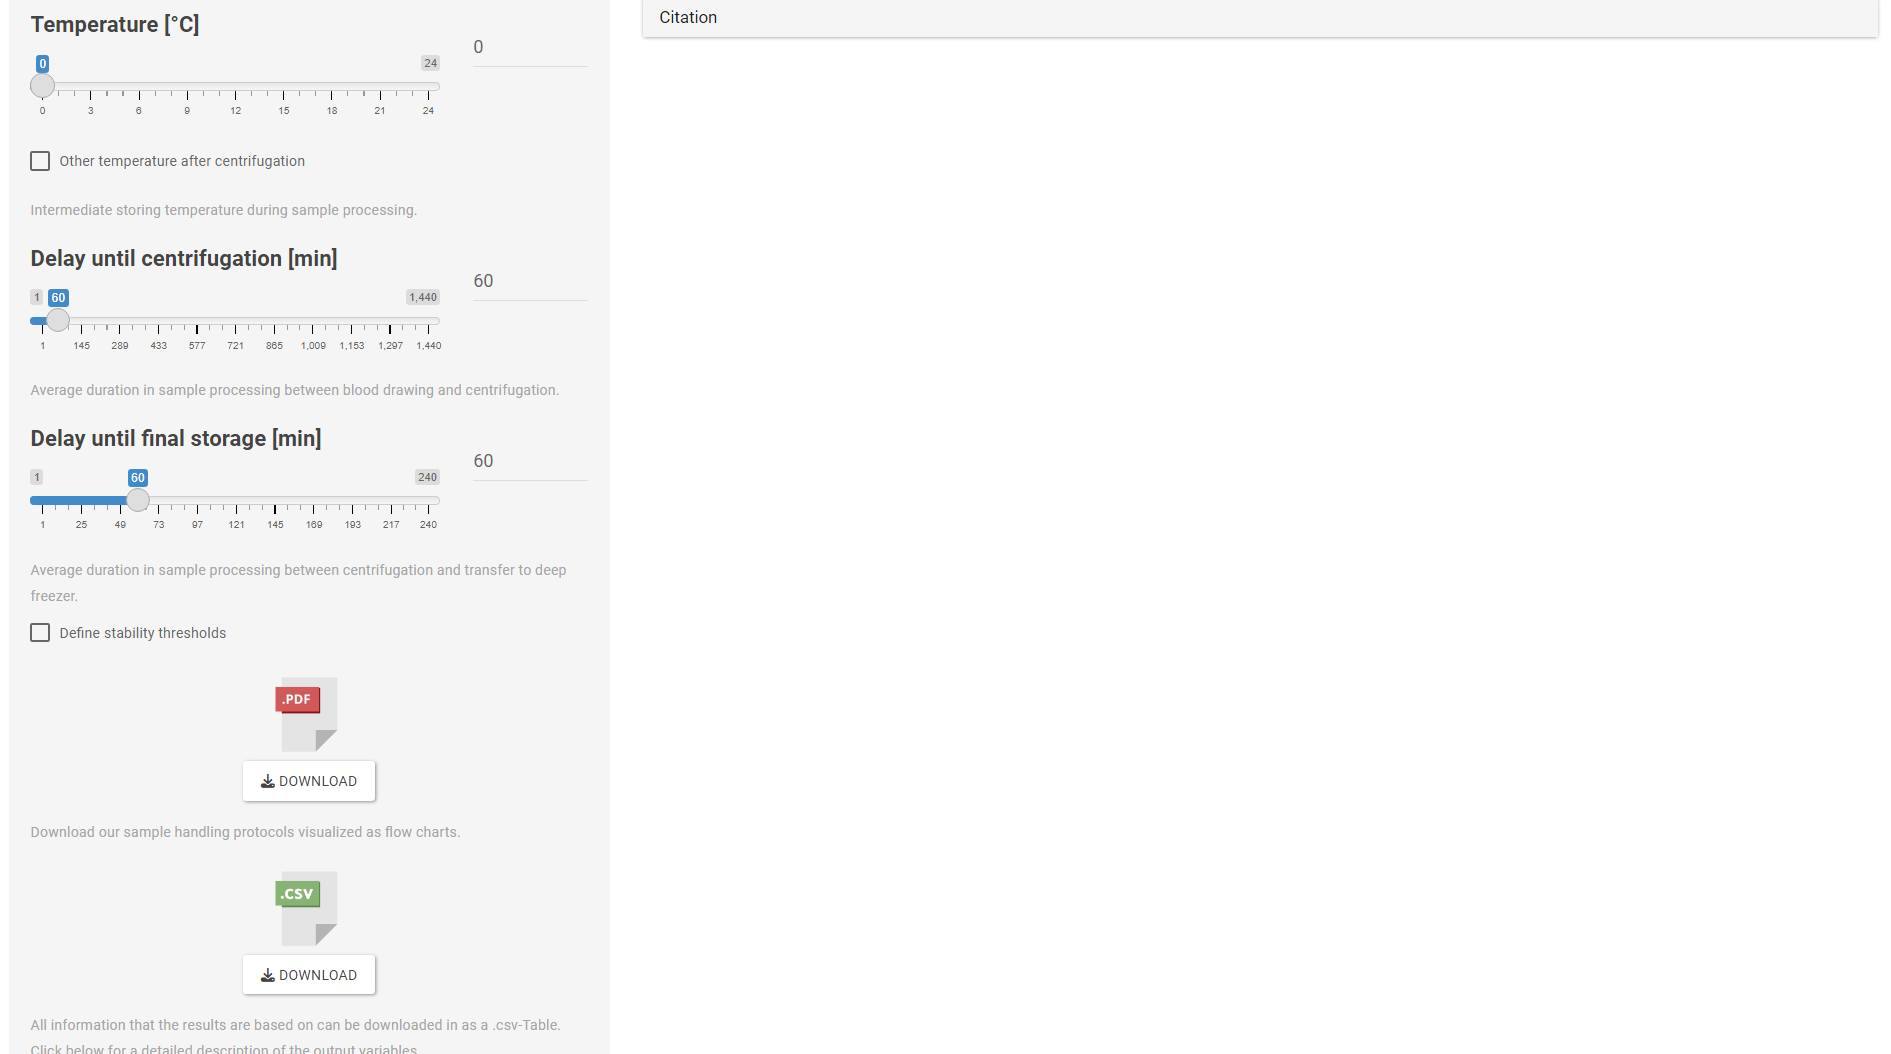 Temperature [°C]
0
0 24
0 3 6 9 12 15 18 21 24
Other temperature after centrifugation
Intermediate storing temperature during sample processing.
Delay until centrifugation [min]
60
1 60 1,440
1 145 289 433 577 721 865 1,009 1,153 1,297 1,440
Average duration in sample processing between blood drawing and centrifugation.
Delay until final storage [min]
60
1 60 240
1 25 49 73 97 121 145 169 193 217 240
Average duration in sample processing between centrifugation and transfer to deep
freezer.
Define stability thresholds
.PDF
DOWNLOAD
Download our sample handling protocols visualized as flow charts.
.CSV
DOWNLOAD
All information that the results are based on can be downloaded in as a .csv-Table.
Click below for a detailed description of the output variables.
Citation